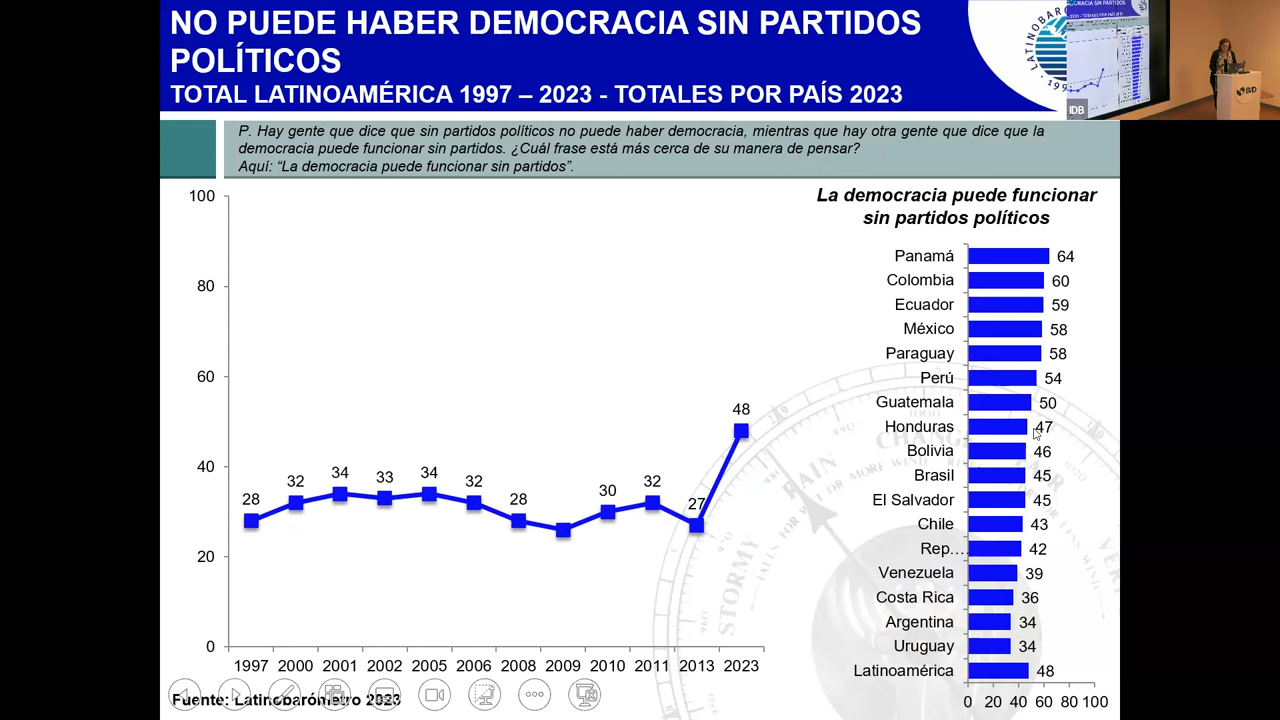 NO PUEDE HABER DEMOCRACIA SIN PARTIDOS
POLÍTICOS
TOTAL LATINOAMÉRICA 1997 – 2023 - TOTALES POR PAÍS 2023
IDB
BID
P. Hay gente que dice que sin partidos políticos no puede haber democracia, mientras que hay otra gente que dice que la
democracia puede funcionar sin partidos. ¿Cuál frase está más cerca de su manera de pensar?
Aquí: “La democracia puede funcionar sin partidos”.
100
80
60
40
20
0
28
32
34
33
34
32
28
30
32
27
48
1997 2000 2001 2002 2005 2006 2008 2009 2010 2011 2013 2023
La democracia puede funcionar
sin partidos políticos
Panamá 64
Colombia 60
Ecuador 59
México 58
Paraguay 58
Perú 54
Guatemala 50
Honduras 47
Bolivia 46
Brasil 45
El Salvador 45
Chile 43
Rep.… 42
Venezuela 39
Costa Rica 36
Argentina 34
Uruguay 34
Latinoamérica 48
0 20 40 60 80 100
STORMY
RAIN
CHANGE
Fuente: Latinobarómetro 2023